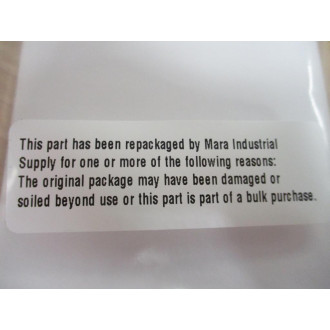 This part has been repackaged by Mara Industrial
Supply for one or more of the following reasons:
The original package may have been damaged or
soiled beyond use or this part is part of a bulk purchase.